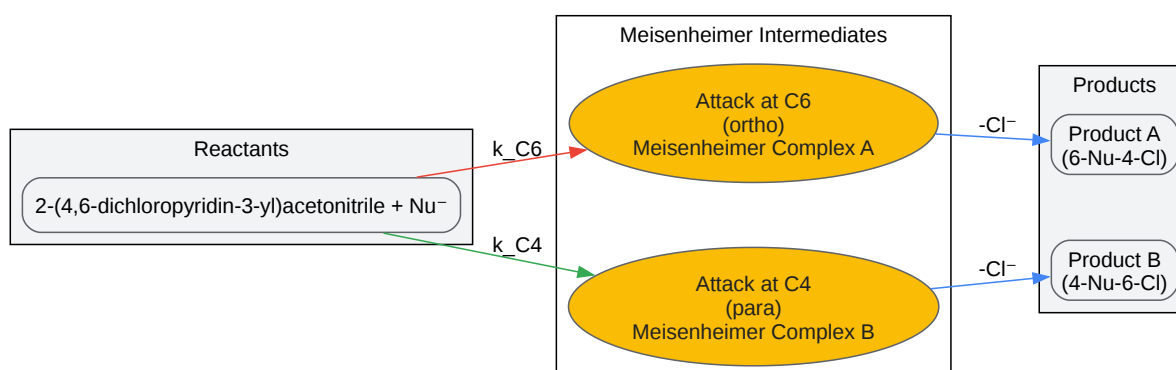 Meisenheimer Intermediates
Attack at C6
(ortho)
Meisenheimer Complex A
Products
-Cl⁻
Product A
(6-Nu-4-Cl)
Reactants
k_C6
2-(4,6-dichloropyridin-3-yl)acetonitrile + Nu⁻
k_C4
Attack at C4
(para)
Meisenheimer Complex B
-Cl⁻
Product B
(4-Nu-6-Cl)